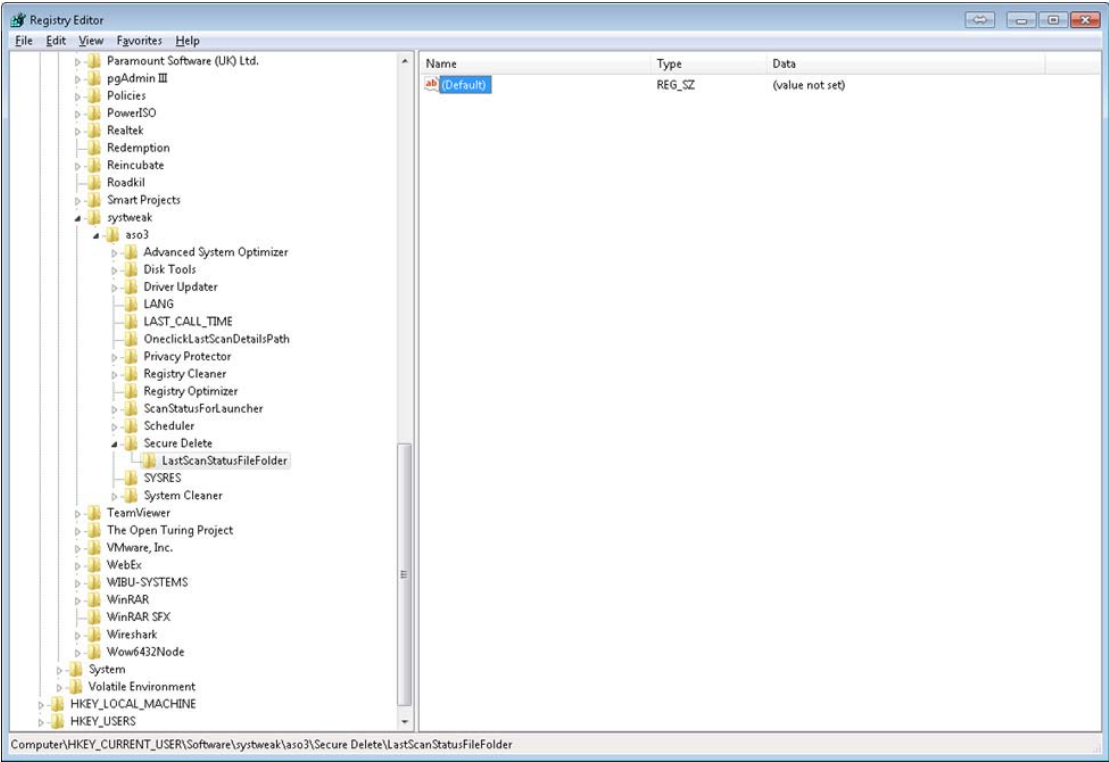 Registry Editor
File Edit View Favorites Help
Paramount Software (UK) Ltd.
pgAdmin III
Policies
PowerISO
Realtek
Redemption
Reincubate
Roadkil
Smart Projects
systweak
aso3
Advanced System Optimizer
Disk Tools
Driver Updater
LANG
LAST_CALL_TIME
OneclickLastScanDetailsPath
Privacy Protector
Registry Cleaner
Registry Optimizer
ScanStatusForLauncher
Scheduler
Secure Delete
LastScanStatusFileFolder
SYSRES
System Cleaner
TeamViewer
The Open Turing Project
VMware, Inc.
WebEx
WIBU-SYSTEMS
WinRAR
WinRAR SFX
Wireshark
Wow6432Node
System
Volatile Environment
HKEY_LOCAL_MACHINE
HKEY_USERS
Name Type Data
ab (Default) REG_SZ (value not set)
Computer\HKEY_CURRENT_USER\Software\systweak\aso3\Secure Delete\LastScanStatusFileFolder